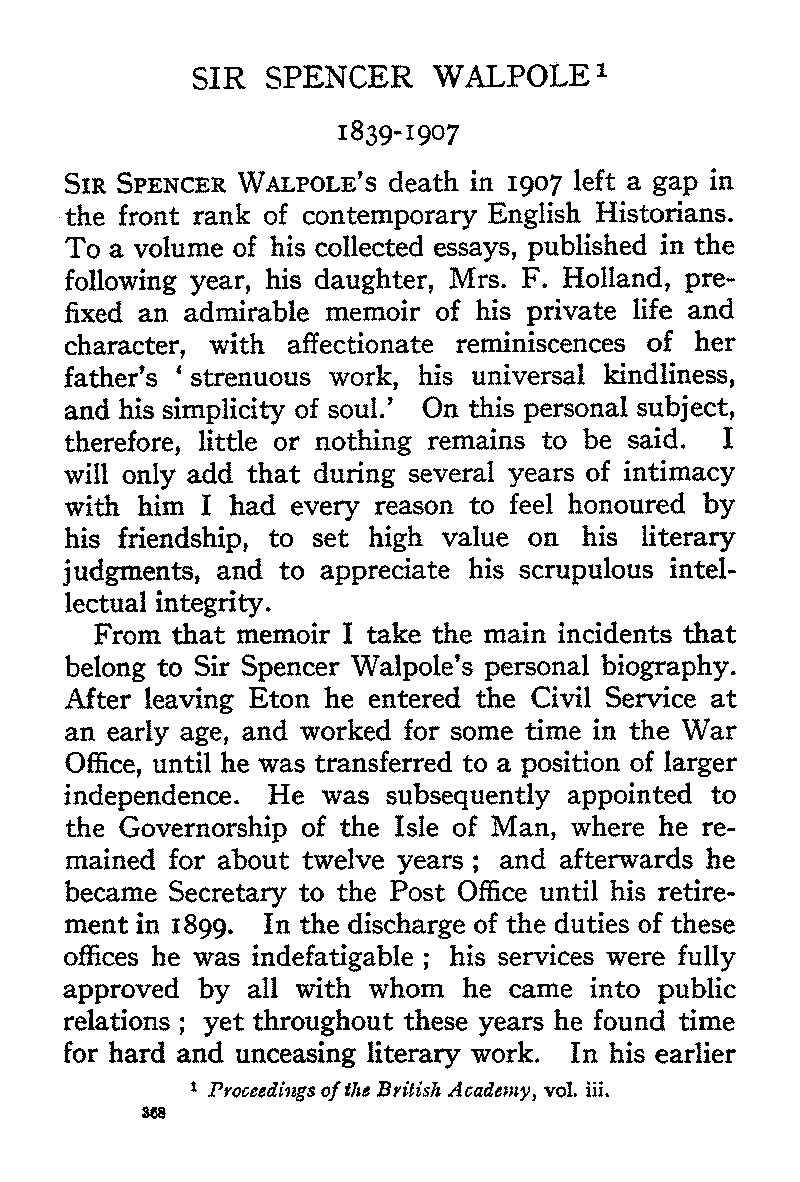 SIR SPENCER WALPOLE¹
1839-1907
SIR SPENCER WALPOLE'S death in 1907 left a gap in
the front rank of contemporary English Historians.
To a volume of his collected essays, published in the
following year, his daughter, Mrs. F. Holland, pre-
fixed an admirable memoir of his private life and
character, with affectionate reminiscences of her
father's ‘ strenuous work, his universal kindliness,
and his simplicity of soul.’ On this personal subject,
therefore, little or nothing remains to be said. I
will only add that during several years of intimacy
with him I had every reason to feel honoured by
his friendship, to set high value on his literary
judgments, and to appreciate his scrupulous intel-
lectual integrity.
From that memoir I take the main incidents that
belong to Sir Spencer Walpole's personal biography.
After leaving Eton he entered the Civil Service at
an early age, and worked for some time in the War
Office, until he was transferred to a position of larger
independence. He was subsequently appointed to
the Governorship of the Isle of Man, where he re-
mained for about twelve years ; and afterwards he
became Secretary to the Post Office until his retire-
ment in 1899. In the discharge of the duties of these
offices he was indefatigable ; his services were fully
approved by all with whom he came into public
relations ; yet throughout these years he found time
for hard and unceasing literary work. In his earlier
¹ Proceedings of the British Academy, vol. iii.
368